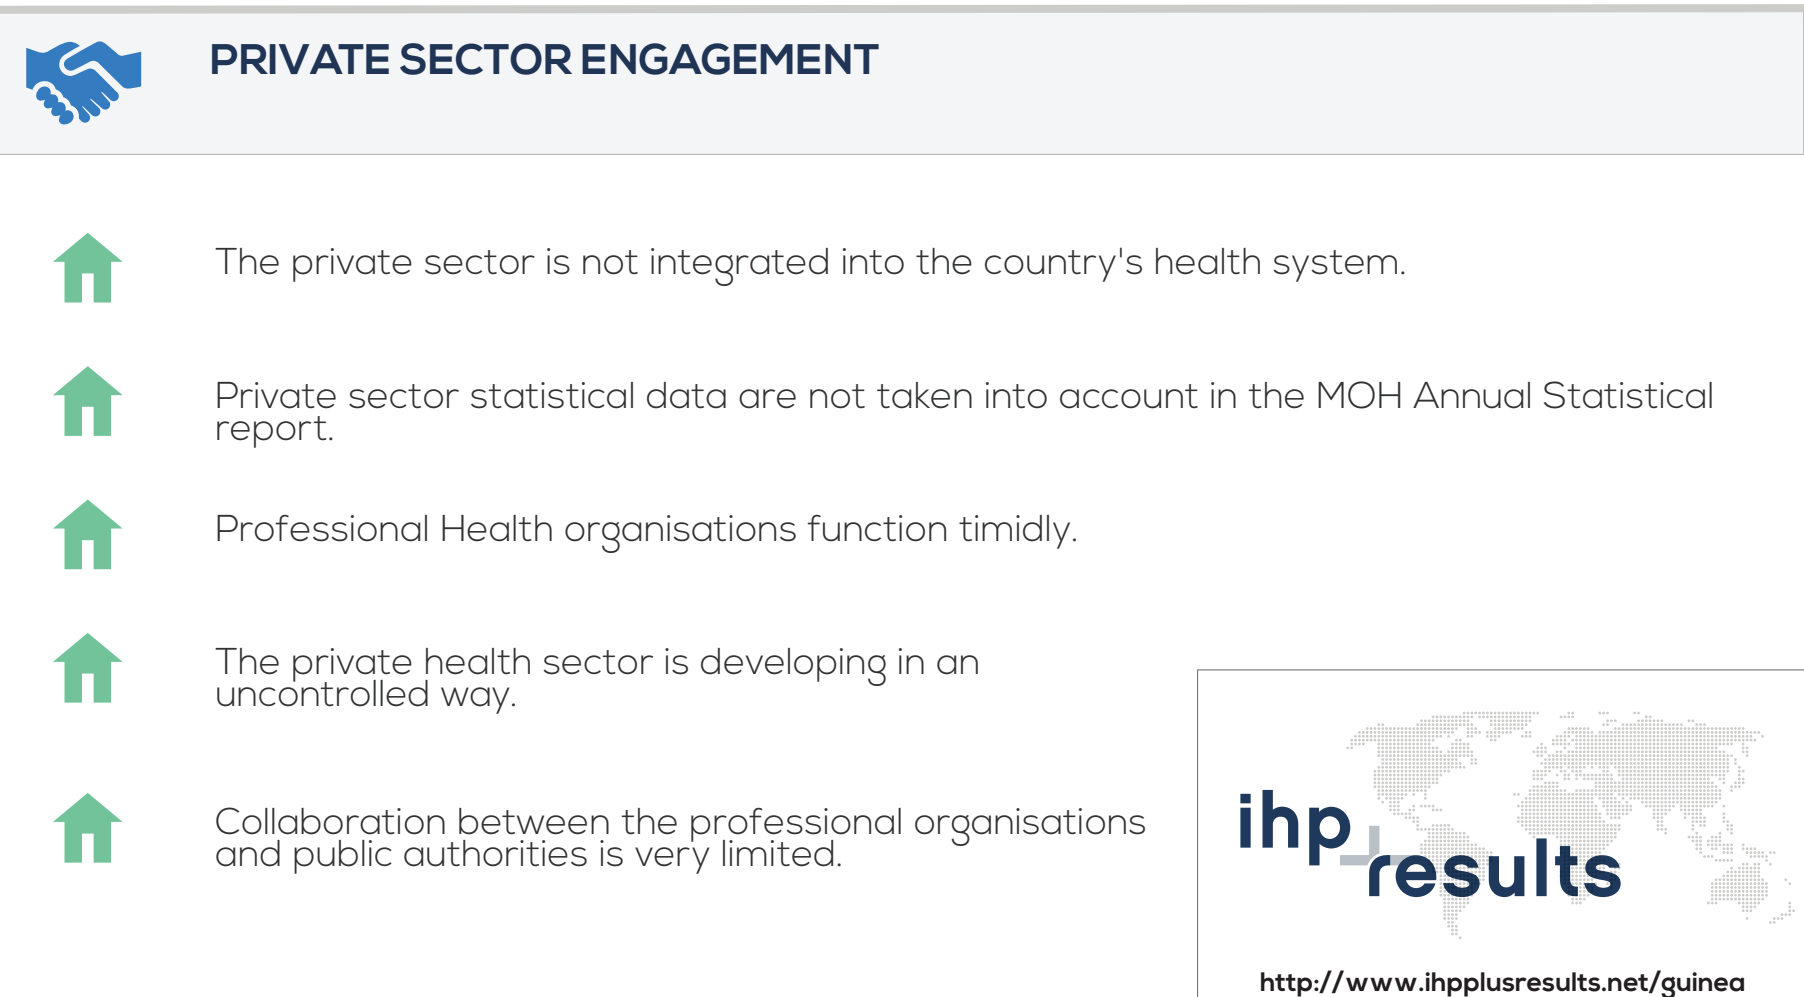 PRIVATE SECTOR ENGAGEMENT
The private sector is not integrated into the country's health system.
Private sector statistical data are not taken into account in the MOH Annual Statistical
report.
Professional Health organisations function timidly.
The private health sector is developing in an
uncontrolled way.
Collaboration between the professional organisations
and public authorities is very limited.
ihp+
results
http://www.ihpplusresults.net/guinea